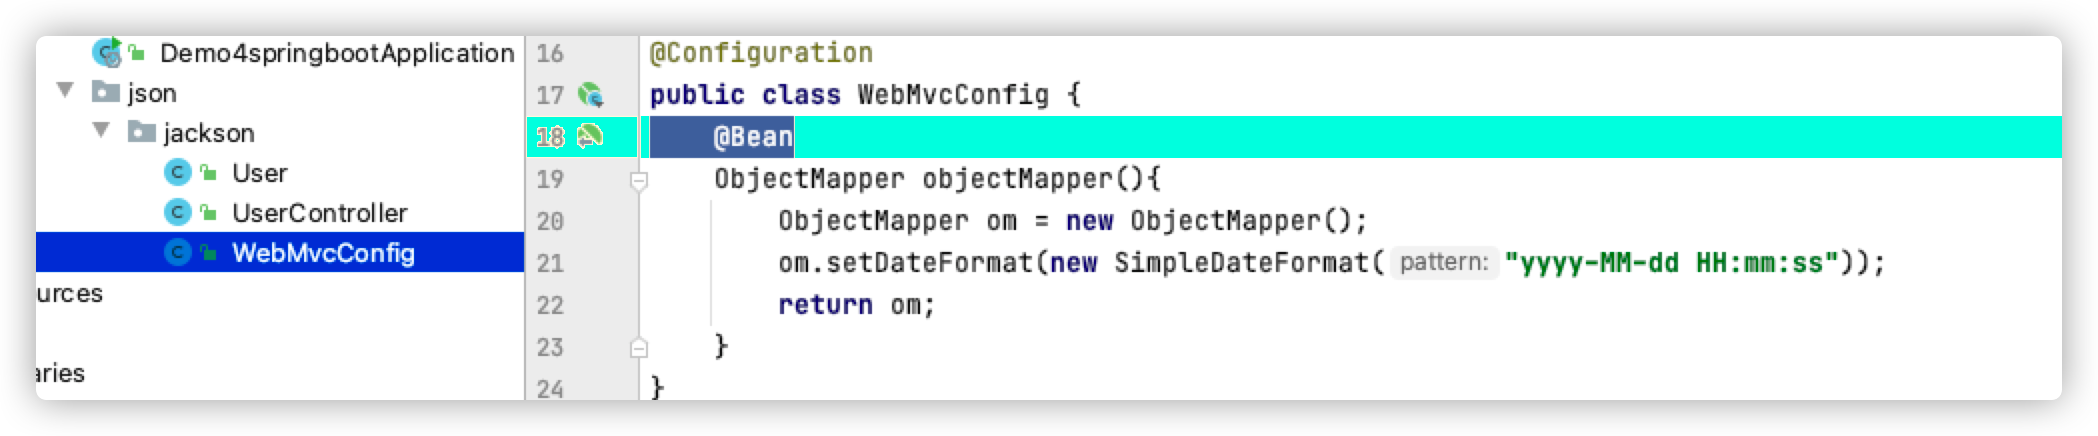 Demo4springbootApplication
json
jackson
User
UserController
WebMvcConfig
urces
aries
16 @Configuration
17 public class WebMvcConfig {
18 @Bean
19 ObjectMapper objectMapper(){
20 ObjectMapper om = new ObjectMapper();
21 om.setDateFormat(new SimpleDateFormat( pattern: "yyyy-MM-dd HH:mm:ss"));
22 return om;
23 }
24 }